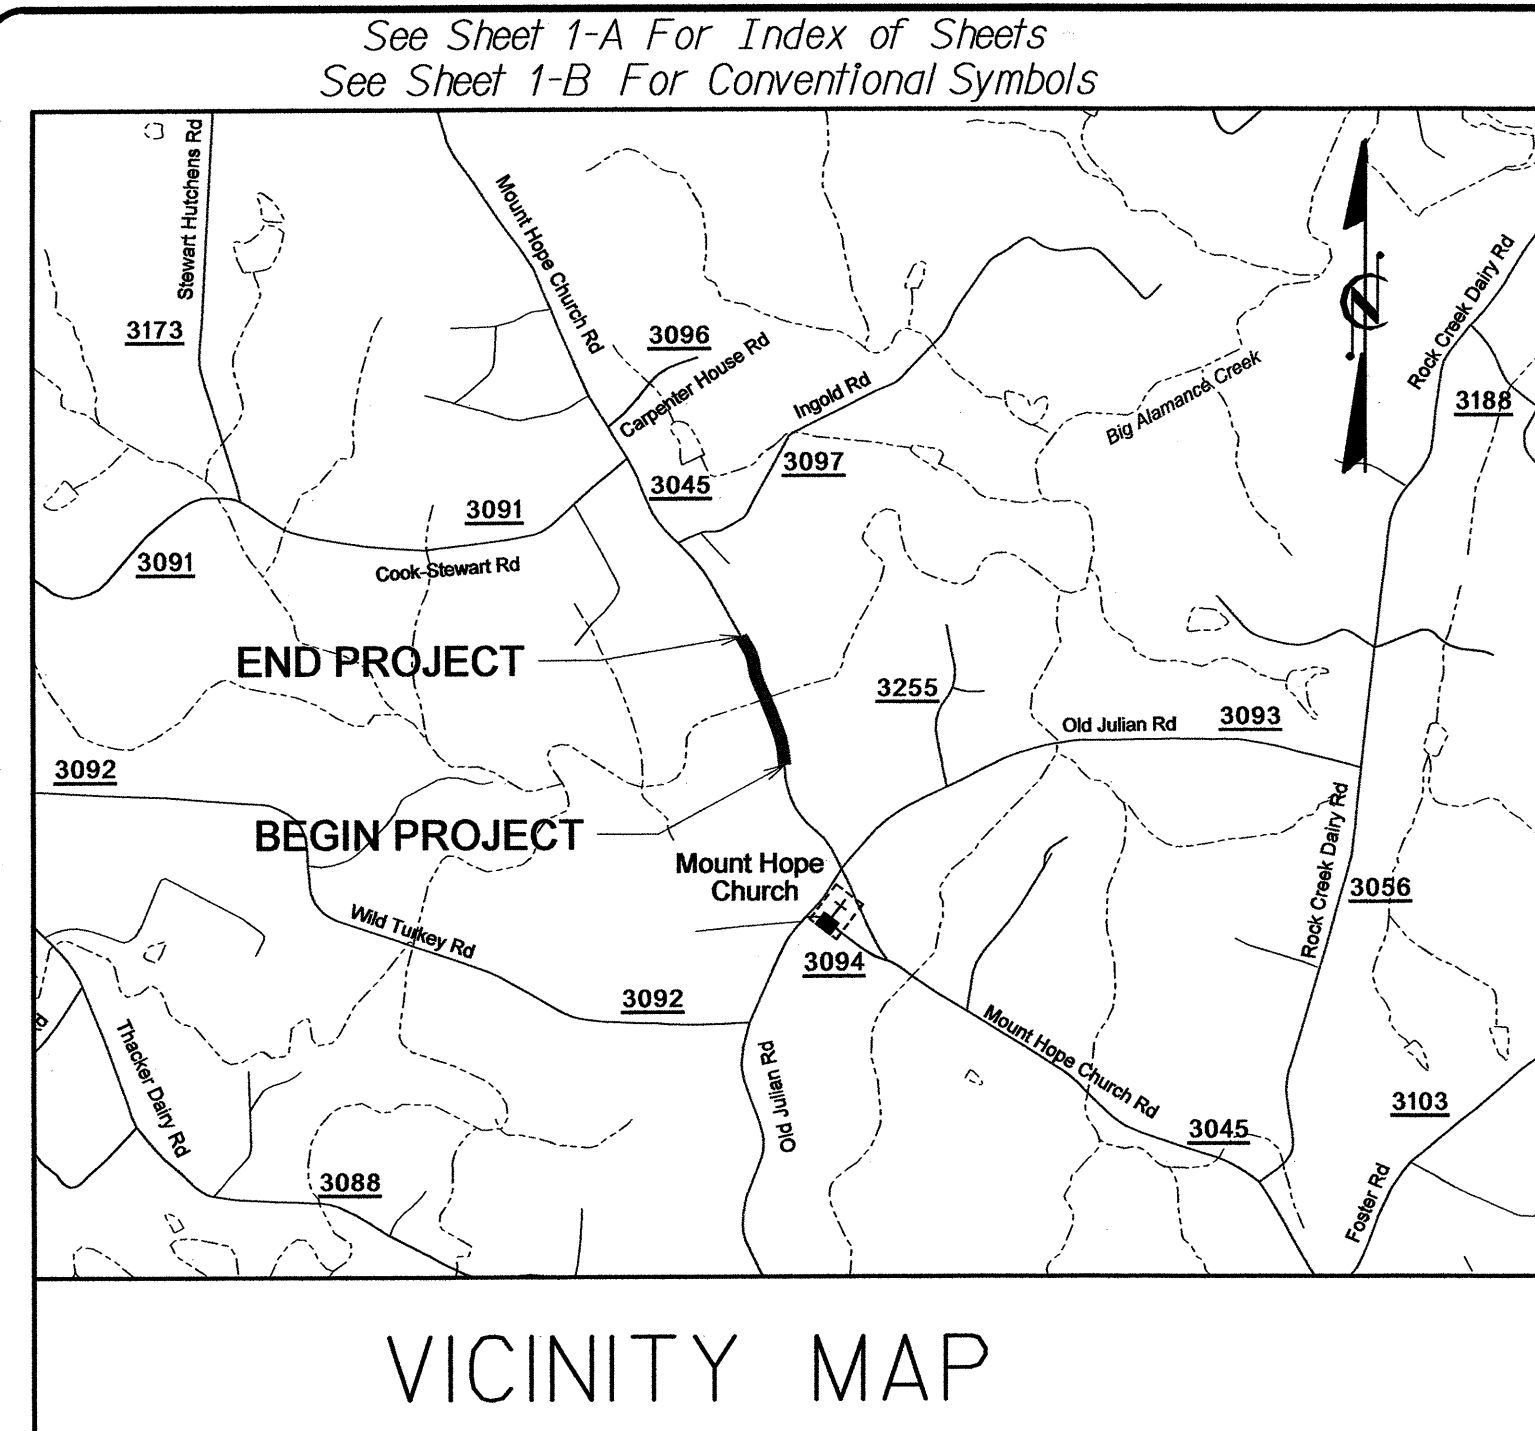 See Sheet 1-A For Index of Sheets
See Sheet 1-B For Conventional Symbols
Stewart Hutchens Rd
Mount Hope Church Rd
Rock Creek Dairy Rd
3173
3096
Carpenter House Rd
Ingold Rd
Big Alamance Creek
3188
N
3097
3045
3091
3091
Cook-Stewart Rd
END PROJECT
3255
Old Julian Rd
3093
3092
BEGIN PROJECT
Mount Hope
Church
Rock Creek Dairy Rd
3056
Wild Turkey Rd
3094
3092
Mount Hope Church Rd
Thacker Dairy Rd
Old Julian Rd
3103
3045
3088
Foster Rd
VICINITY MAP